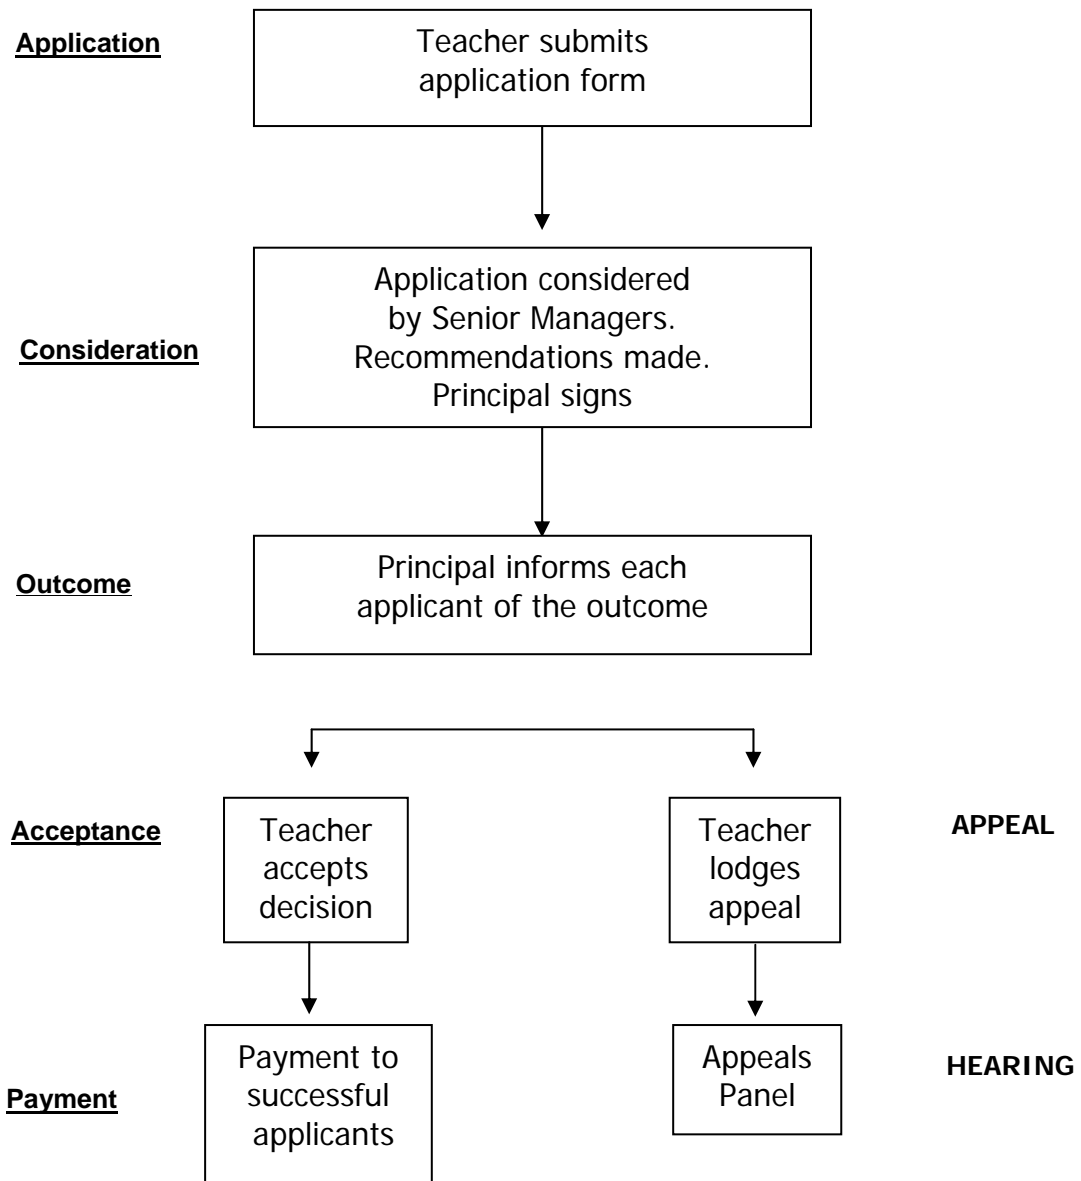 Application
Teacher submits
application form
Consideration
Application considered
by Senior Managers.
Recommendations made.
Principal signs
Outcome
Principal informs each
applicant of the outcome
Acceptance
Teacher
accepts
decision
Teacher
lodges
appeal
APPEAL
Payment
Payment to
successful
applicants
Appeals
Panel
HEARING